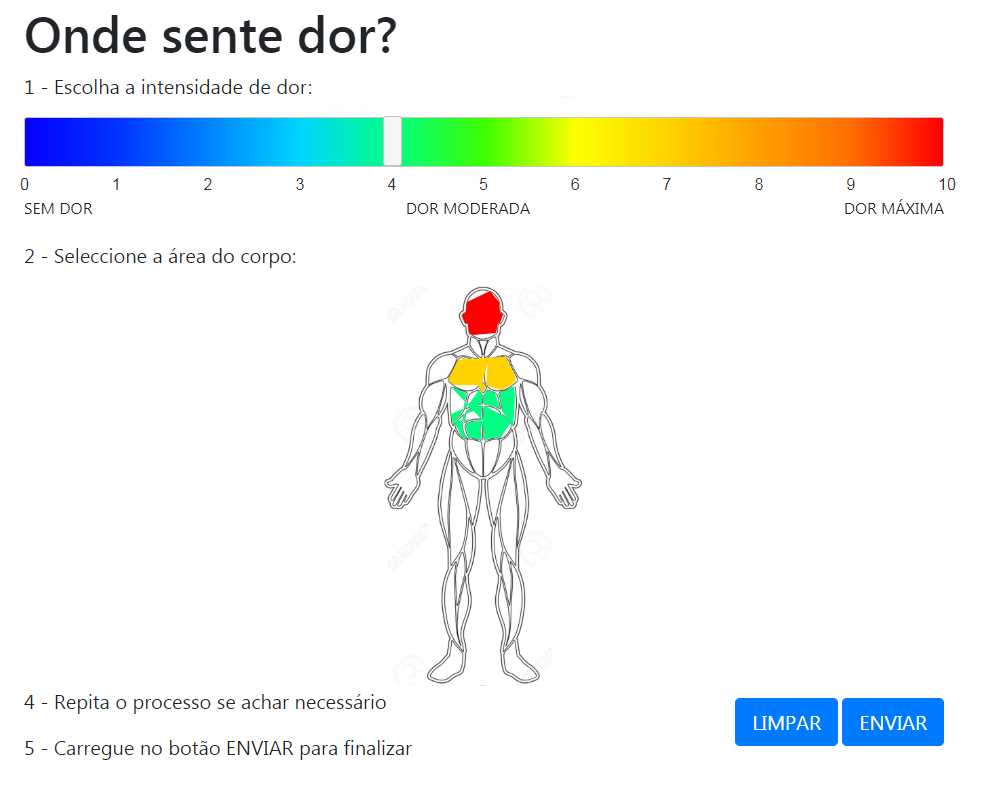 Onde sente dor?
1 - Escolha a intensidade de dor:
0 1 2 3 4 5 6 7 8 9 10
SEM DOR DOR MODERADA DOR MÁXIMA
2 - Seleccione a área do corpo:
4 - Repita o processo se achar necessário
LIMPAR ENVIAR
5 - Carregue no botão ENVIAR para finalizar